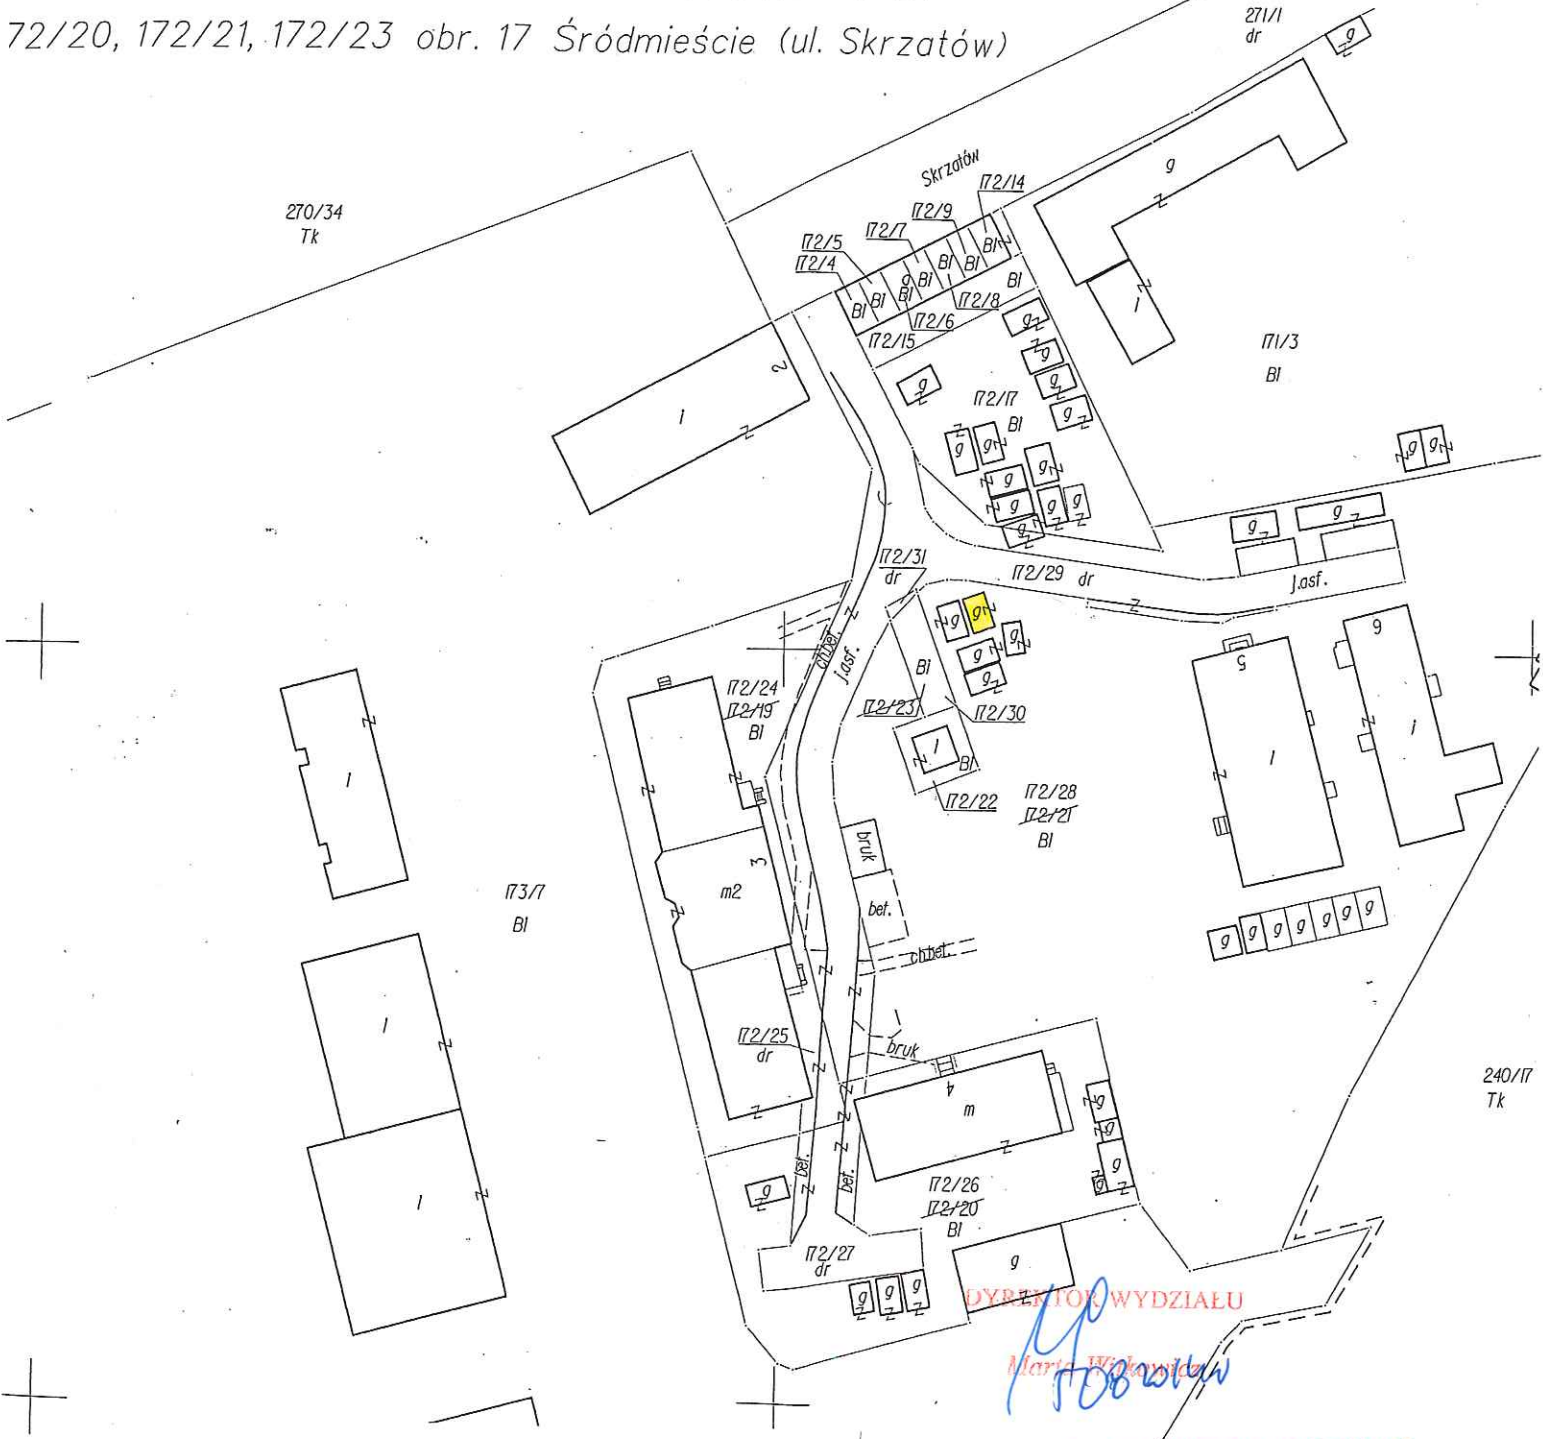 72/20, 172/21, 172/23 obr. 17 Śródmieście (ul. Skrzatów)
271/1
dr
g
Skrzatów
172/14
g
270/34
Tk
172/9
172/7
172/5
172/4
Bl
Bl
Bl
Bl
Bl
g
Bl
Bl
172/8
172/6
172/15
1
171/3
Bl
2
1
g
g
g
g
g
172/17
Bl
g
g
g
g
g
g
g
g
g
g
g
g
172/31
dr
172/29 dr
j.asf.
g
g
g
g
g
ch.bet.
j.asf.
Bl
172/23
172/30
5
6
172/24
172/19
Bl
1
Bl
172/22
172/28
172/21
Bl
1
1
1
bruk
3
m2
bet.
173/7
Bl
ch.bet.
g
g
g
g
g
g
g
1
172/25
dr
bruk
4
m
240/17
Tk
g
g
g
g
bet.
bet.
g
1
172/26
172/20
Bl
172/27
dr
g
g
g
g
DYREKTOR WYDZIAŁU